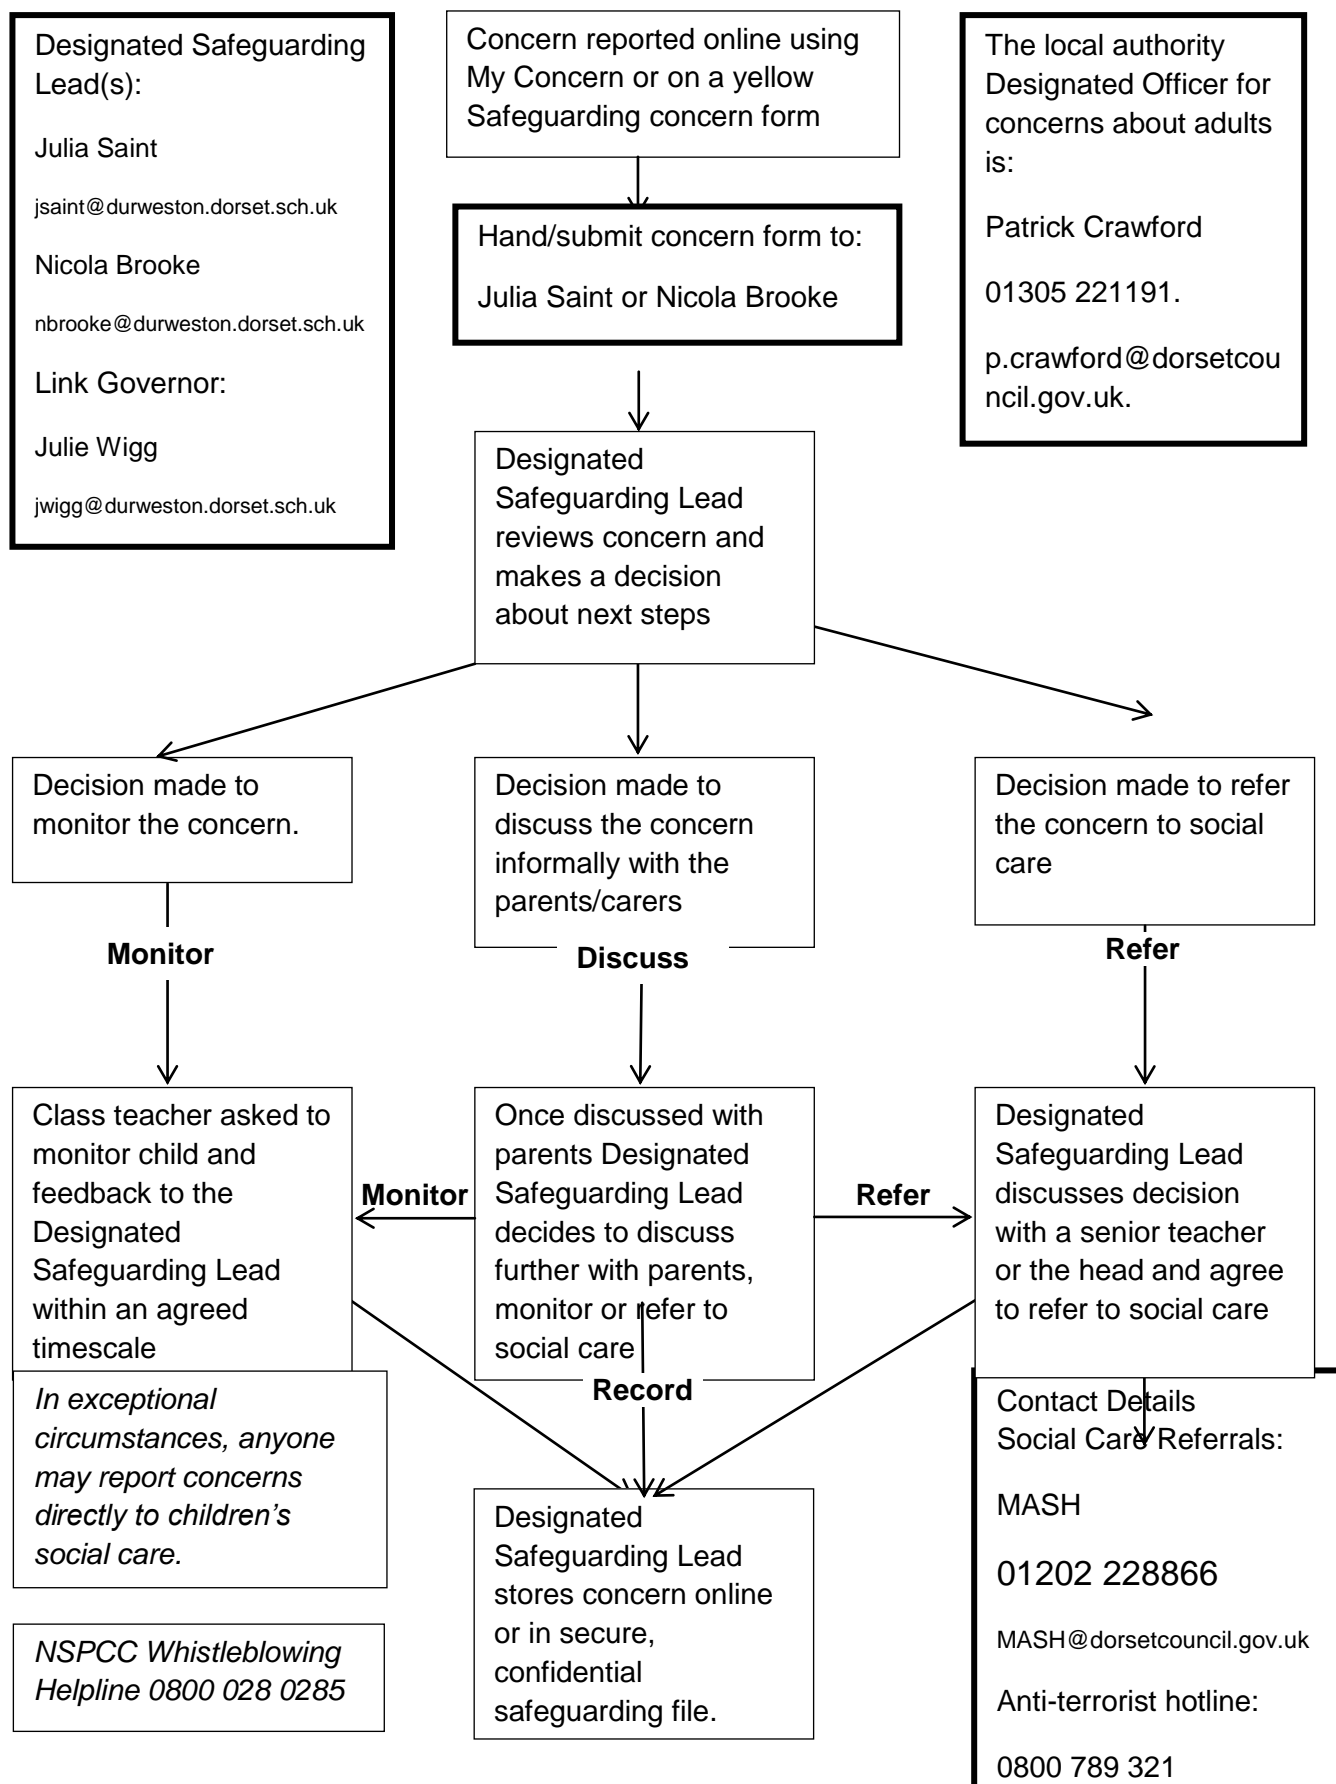 Designated Safeguarding
Lead(s):
Julia Saint
jsaint@durweston.dorset.sch.uk
Nicola Brooke
nbrooke@durweston.dorset.sch.uk
Link Governor:
Julie Wigg
jwigg@durweston.dorset.sch.uk
Concern reported online using
My Concern or on a yellow
Safeguarding concern form
The local authority
Designated Officer for
concerns about adults
is:
Patrick Crawford
01305 221191.
p.crawford@dorsetcou
ncil.gov.uk.
Hand/submit concern form to:
Julia Saint or Nicola Brooke
Designated
Safeguarding Lead
reviews concern and
makes a decision
about next steps
Decision made to
monitor the concern.
Decision made to
discuss the concern
informally with the
parents/carers
Decision made to refer
the concern to social
care
Monitor
Discuss
Refer
Class teacher asked to
monitor child and
feedback to the
Designated
Safeguarding Lead
within an agreed
timescale
Monitor
Once discussed with
parents Designated
Safeguarding Lead
decides to discuss
further with parents,
monitor or refer to
social care
Refer
Designated
Safeguarding Lead
discusses decision
with a senior teacher
or the head and agree
to refer to social care
In exceptional
circumstances, anyone
may report concerns
directly to children’s
social care.
Record
Contact Details
Social Care Referrals:
MASH
01202 228866
MASH@dorsetcouncil.gov.uk
Anti-terrorist hotline:
0800 789 321
Designated
Safeguarding Lead
stores concern online
or in secure,
confidential
safeguarding file.
NSPCC Whistleblowing
Helpline 0800 028 0285